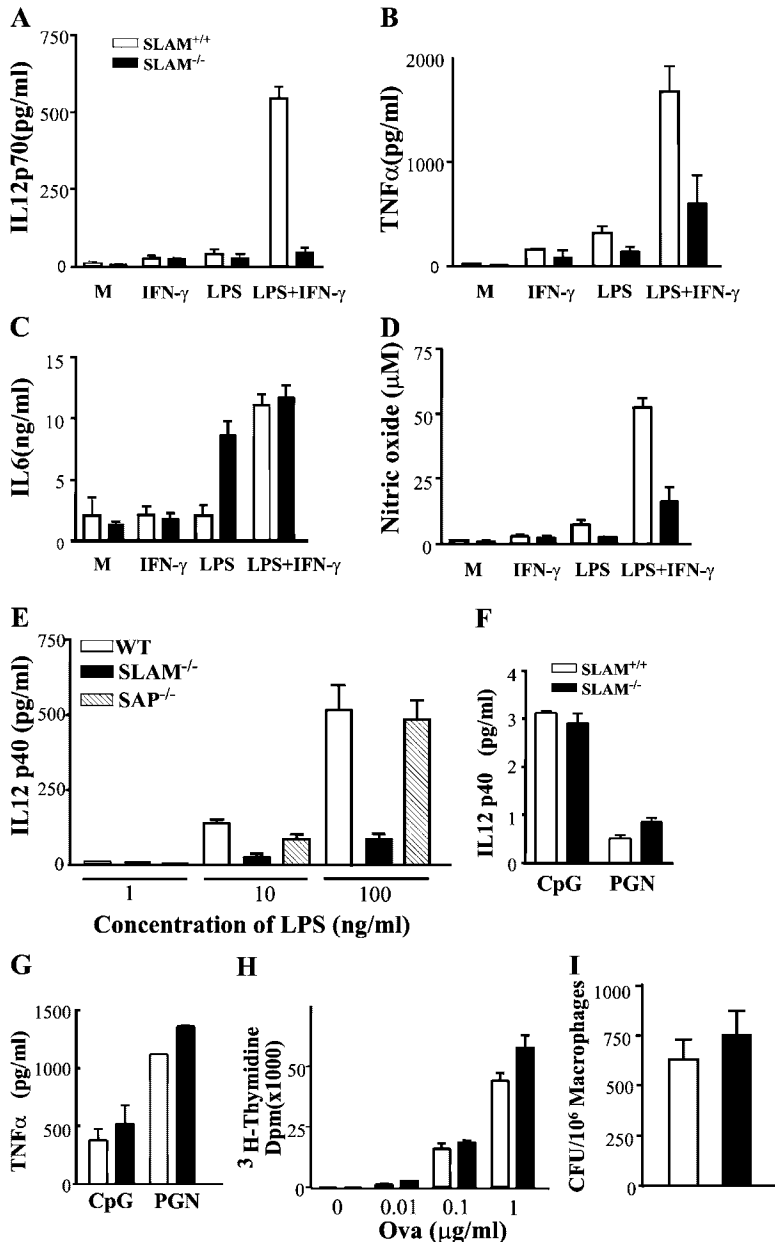 A
750
SLAM+/+
SLAM-/-
500
250
0
IL12p70(pg/ml)
M IFN-γ LPS LPS+IFN-γ
B
2000
1000
0
TNFα(pg/ml)
M IFN-γ LPS LPS+IFN-γ
C
15
10
5
0
IL6(ng/ml)
M IFN-γ LPS LPS+IFN-γ
D
75
50
25
0
Nitric oxide (μM)
M IFN-γ LPS LPS+IFN-γ
E
750
WT
SLAM-/-
SAP-/-
500
250
0
IL12 p40 (pg/ml)
1 10 100
Concentration of LPS (ng/ml)
F
SLAM+/+
SLAM-/-
4
3
2
1
0
IL12 p40 (pg/ml)
CpG PGN
G
1500
1000
500
0
TNFα (pg/ml)
CpG PGN
H
50
25
0
3 H-Thymidine
Dpm(x1000)
0 0.01 0.1 1
Ova (μg/ml)
I
1000
750
500
250
0
CFU/10⁶ Macrophages